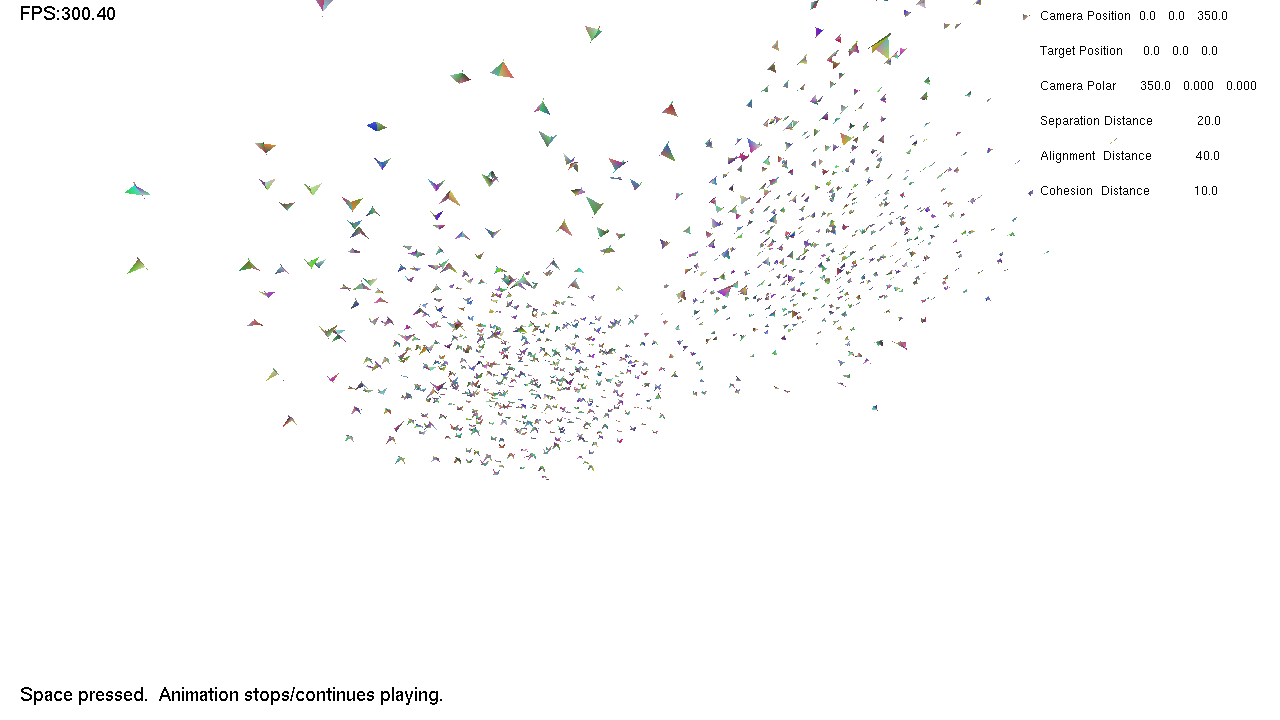 FPS:300.40
Camera Position 0.0 0.0 350.0
Target Position 0.0 0.0 0.0
Camera Polar 350.0 0.000 0.000
Separation Distance 20.0
Alignment Distance 40.0
Cohesion Distance 10.0
Space pressed. Animation stops/continues playing.